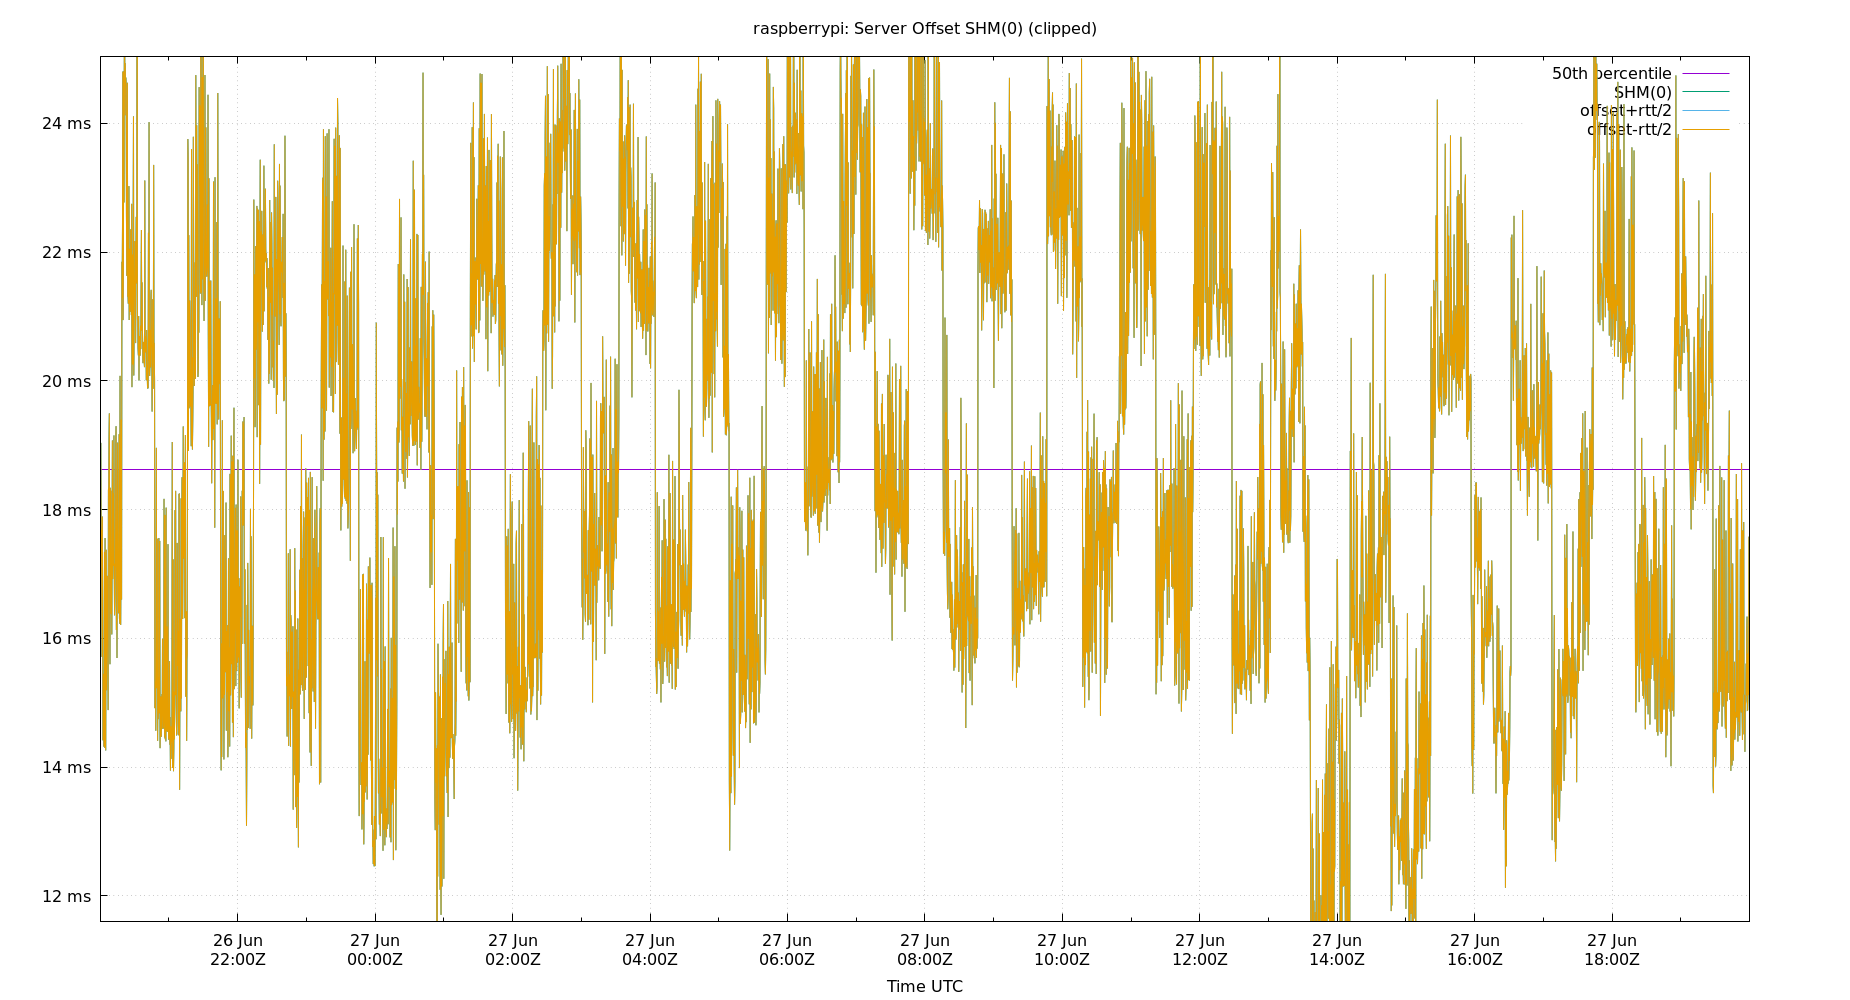 raspberrypi: Server Offset SHM(0) (clipped)
50th percentile
SHM(0)
offset+rtt/2
offset-rtt/2
24 ms
22 ms
20 ms
18 ms
16 ms
14 ms
12 ms
26 Jun 27 Jun 27 Jun 27 Jun 27 Jun 27 Jun 27 Jun 27 Jun 27 Jun 27 Jun 27 Jun
22:00Z 00:00Z 02:00Z 04:00Z 06:00Z 08:00Z 10:00Z 12:00Z 14:00Z 16:00Z 18:00Z
Time UTC